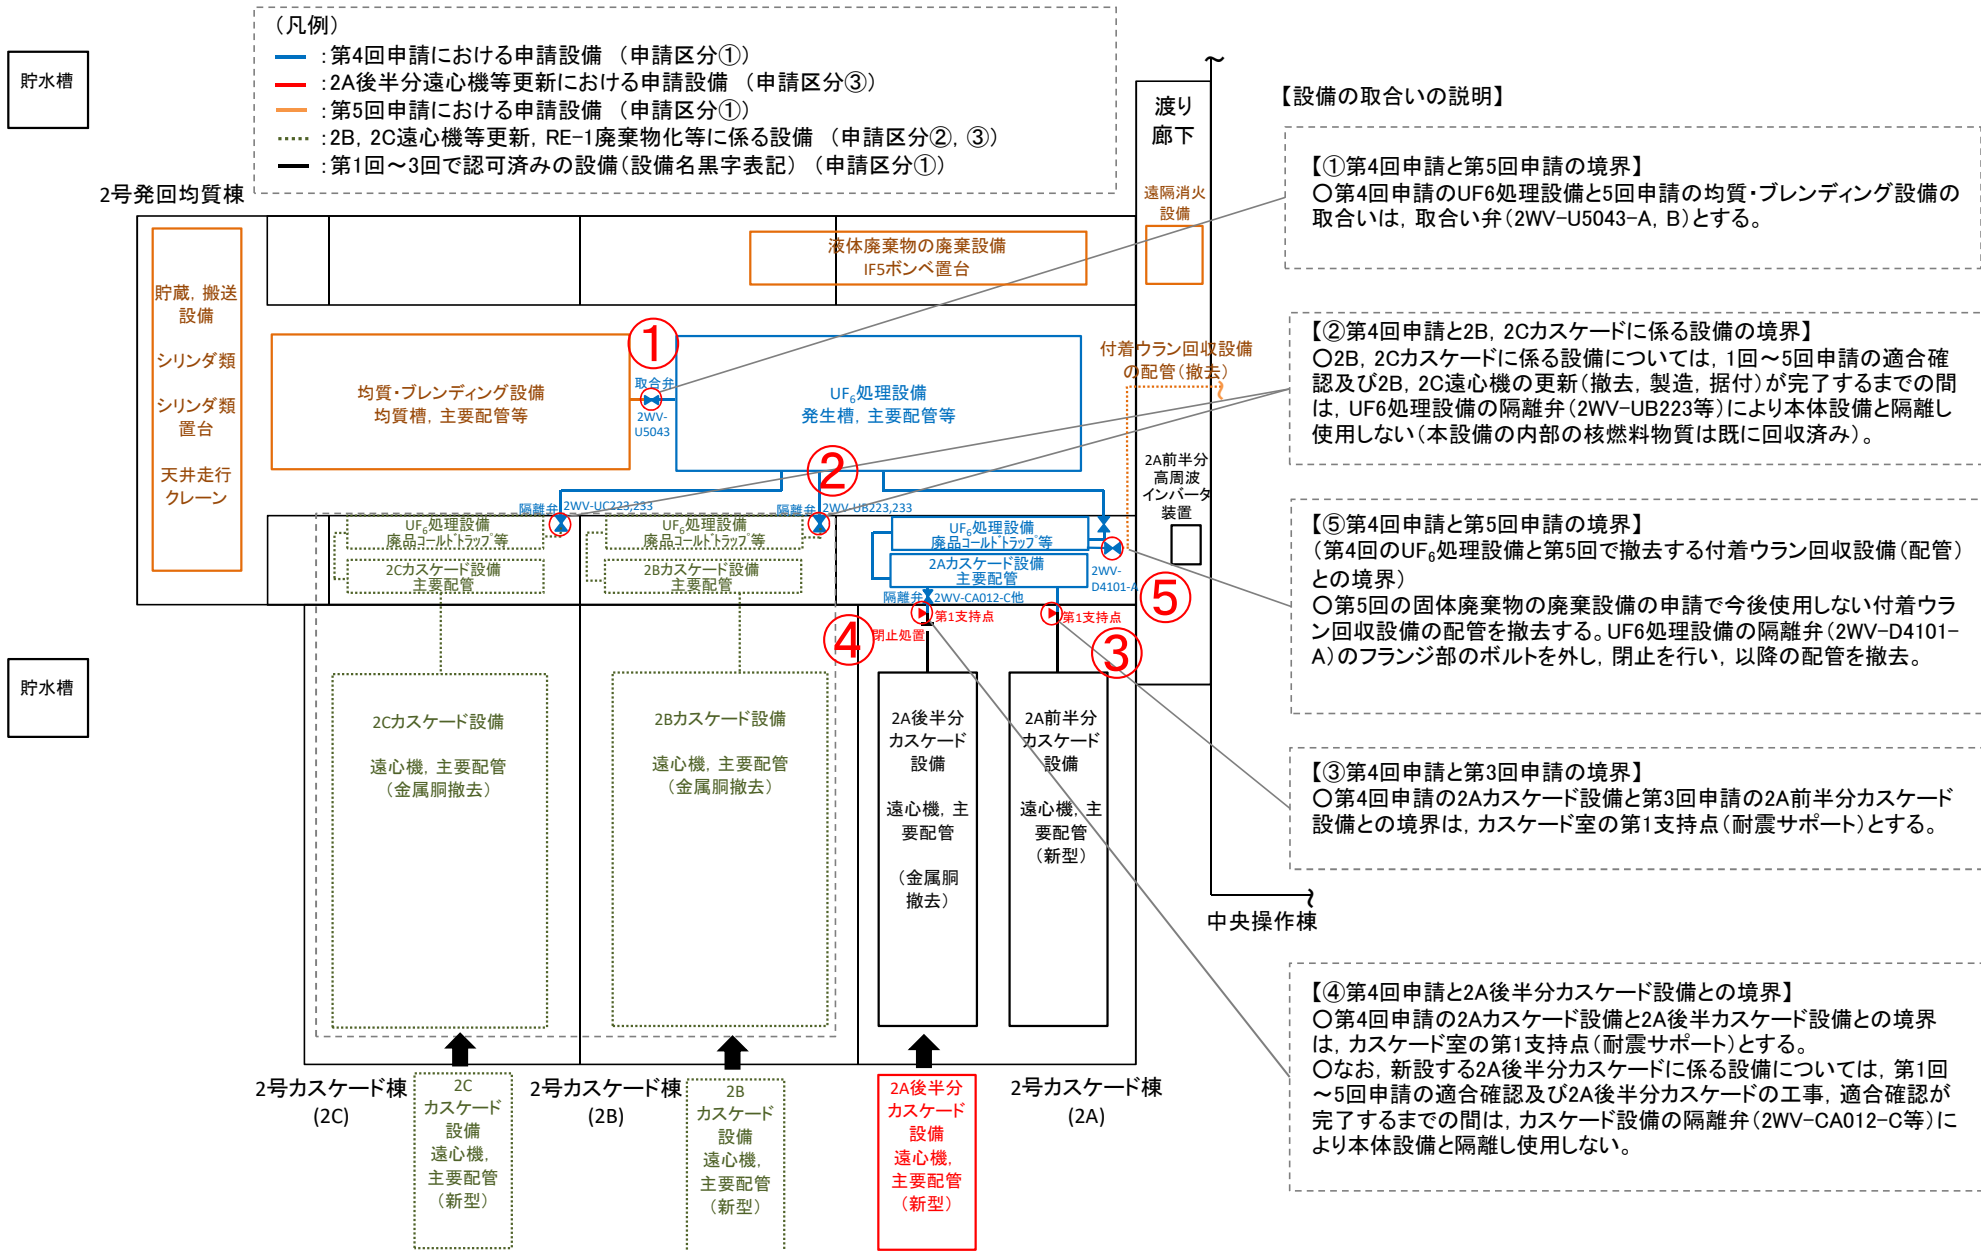 (凡例)
：第4回申請における申請設備 （申請区分①）
：2A後半分遠心機等更新における申請設備 （申請区分③）
：第5回申請における申請設備 （申請区分①）
：2B, 2C遠心機等更新, RE-1廃棄物化等に係る設備 （申請区分②, ③）
：第1回～3回で認可済みの設備（設備名黒字表記） （申請区分①）
貯水槽
2号発回均質棟
渡り
廊下
遠隔消火
設備
液体廃棄物の廃棄設備
IF5ボンベ置台
貯蔵, 搬送
設備
シリンダ類
シリンダ類
置台
天井走行
クレーン
均質・ブレンディング設備
均質槽, 主要配管等
①
取合弁
2WV-
U5043
UF₆処理設備
発生槽, 主要配管等
付着ウラン回収設備
の配管（撤去）
②
2A前半分
高周波
インバータ
装置
隔離弁
2WV-UC223,233
隔離弁
2WV-UB223,233
UF₆処理設備
廃品コールドトラップ等
2Cカスケード設備
主要配管
UF₆処理設備
廃品コールドトラップ等
2Bカスケード設備
主要配管
UF₆処理設備
廃品コールドトラップ等
2Aカスケード設備
主要配管
2WV-
D4101-A
⑤
隔離弁
2WV-CA012-C他
第1支持点
第1支持点
④
閉止処置
③
貯水槽
2Cカスケード設備
遠心機, 主要配管
（金属胴撤去）
2Bカスケード設備
遠心機, 主要配管
（金属胴撤去）
2A後半分
カスケード
設備
遠心機, 主
要配管
（金属胴
撤去）
2A前半分
カスケード
設備
遠心機, 主
要配管
（新型）
中央操作棟
2号カスケード棟
(2C)
2C
カスケード
設備
遠心機,
主要配管
（新型）
2号カスケード棟
(2B)
2B
カスケード
設備
遠心機,
主要配管
（新型）
2A後半分
カスケード
設備
遠心機,
主要配管
（新型）
2号カスケード棟
(2A)
【設備の取合いの説明】
【①第4回申請と第5回申請の境界】
○第4回申請のUF6処理設備と5回申請の均質・ブレンディング設備の
取合いは, 取合い弁（2WV-U5043-A, B）とする。
【②第4回申請と2B, 2Cカスケードに係る設備の境界】
○2B, 2Cカスケードに係る設備については, 1回～5回申請の適合確
認及び2B, 2C遠心機の更新（撤去, 製造, 据付）が完了するまでの間
は, UF6処理設備の隔離弁（2WV-UB223等）により本体設備と隔離し
使用しない（本設備の内部の核燃料物質は既に回収済み）。
【⑤第4回申請と第5回申請の境界】
（第4回のUF₆処理設備と第5回で撤去する付着ウラン回収設備（配管）
との境界）
○第5回の固体廃棄物の廃棄設備の申請で今後使用しない付着ウラ
ン回収設備の配管を撤去する。UF6処理設備の隔離弁（2WV-D4101-
A）のフランジ部のボルトを外し, 閉止を行い, 以降の配管を撤去。
【③第4回申請と第3回申請の境界】
○第4回申請の2Aカスケード設備と第3回申請の2A前半分カスケード
設備との境界は, カスケード室の第1支持点（耐震サポート）とする。
【④第4回申請と2A後半分カスケード設備との境界】
○第4回申請の2Aカスケード設備と2A後半カスケード設備との境界
は, カスケード室の第1支持点（耐震サポート）とする。
○なお, 新設する2A後半分カスケードに係る設備については, 第1回
～5回申請の適合確認及び2A後半分カスケードの工事, 適合確認が
完了するまでの間は, カスケード設備の隔離弁（2WV-CA012-C等）に
より本体設備と隔離し使用しない。